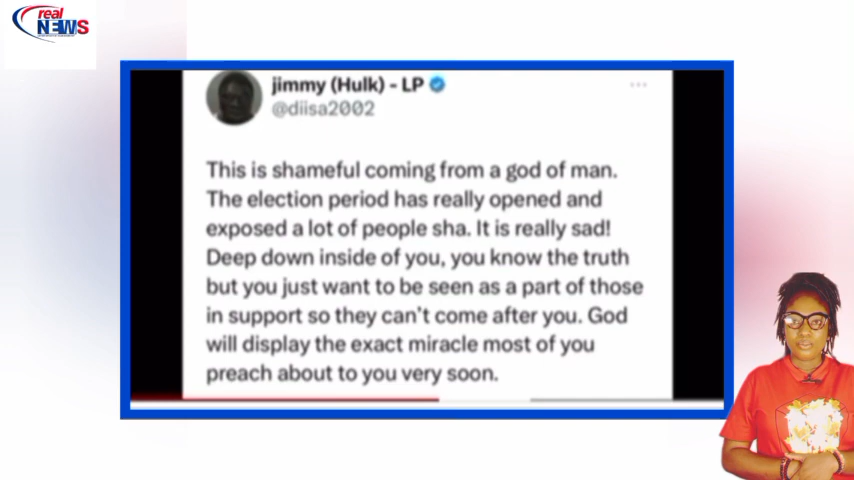 real
NEWS
jimmy (Hulk) - LP
@diisa2002
This is shameful coming from a god of man.
The election period has really opened and
exposed a lot of people sha. It is really sad!
Deep down inside of you, you know the truth
but you just want to be seen as a part of those
in support so they can't come after you. God
will display the exact miracle most of you
preach about to you very soon.